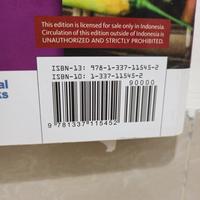 This edition is licensed for sale only in Indonesia.
Circulation of this edition outside of Indonesia is
UNAUTHORIZED AND STRICTLY PROHIBITED.
al
ks
ISBN-13: 978-1-337-11545-2
ISBN-10: 1-337-11545-2
90000
9 781337 115452